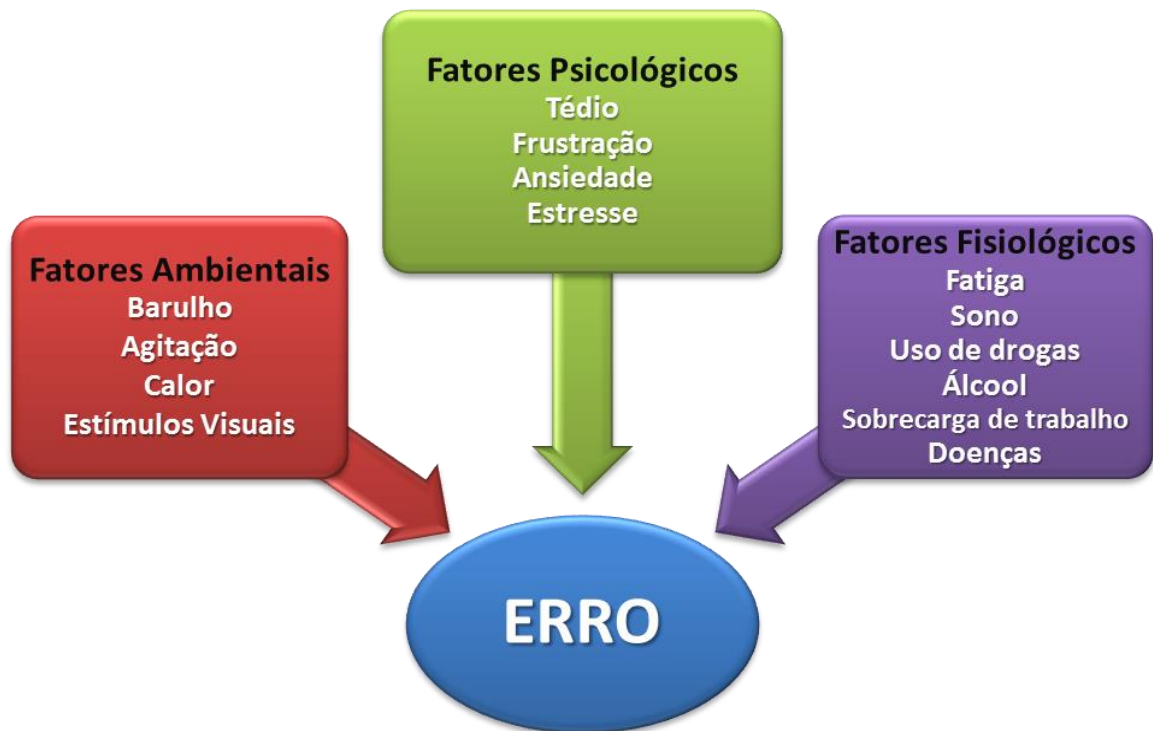 Fatores Psicológicos
Tédio
Frustração
Ansiedade
Estresse
Fatores Ambientais
Barulho
Agitação
Calor
Estímulos Visuais
Fatores Fisiológicos
Fatiga
Sono
Uso de drogas
Álcool
Sobrecarga de trabalho
Doenças
ERRO